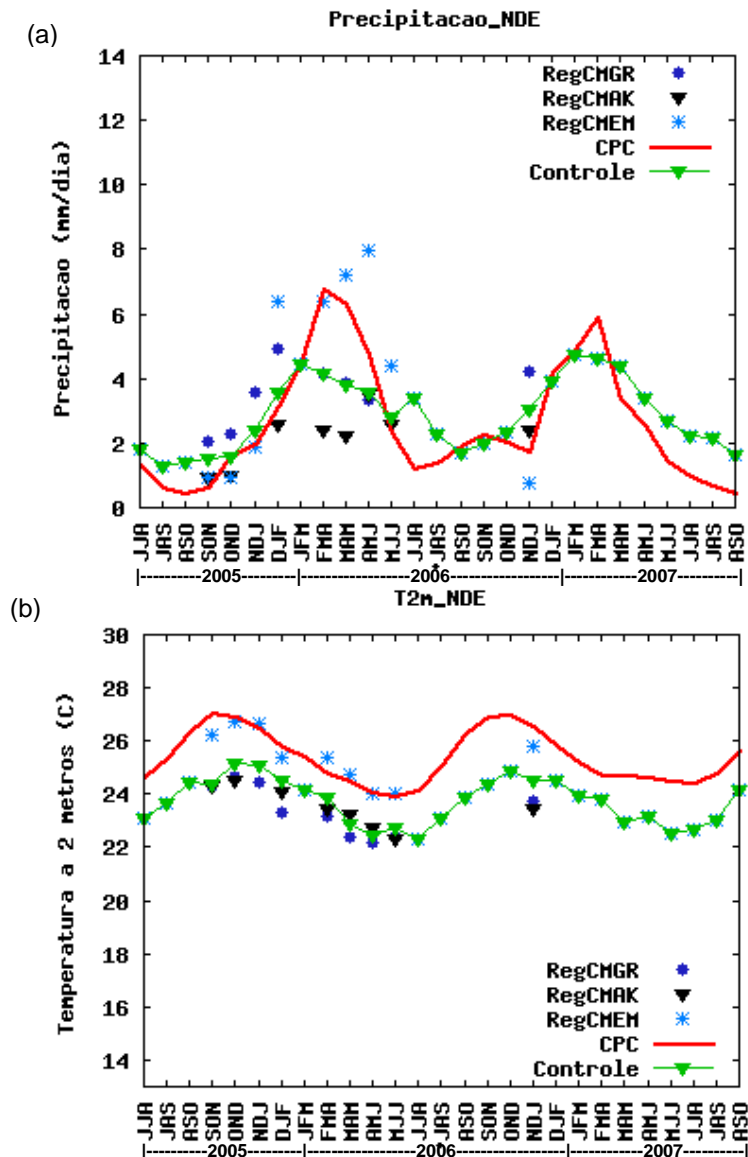 (a)
Precipitacao_NDE
Precipitacao (mm/dia)
14
12
10
8
6
4
2
0
RegCMGR
RegCMAK
RegCMEM
CPC
Controle
JJA JAS ASO SON OND NDJ DJF JFM FMA MAM AMJ MJJ JJA JAS ASO SON OND NDJ DJF JFM FMA MAM AMJ MJJ JJA JAS ASO
|----------2005----------|--------------------2006--------------------|--------------2007-----------|
(b)
T2m_NDE
Temperatura a 2 metros (C)
30
28
26
24
22
20
18
16
14
RegCMGR
RegCMAK
RegCMEM
CPC
Controle
JJA JAS ASO SON OND NDJ DJF JFM FMA MAM AMJ MJJ JJA JAS ASO SON OND NDJ DJF JFM FMA MAM AMJ MJJ JJA JAS ASO
|----------2005----------|--------------------2006--------------------|--------------2007-----------|